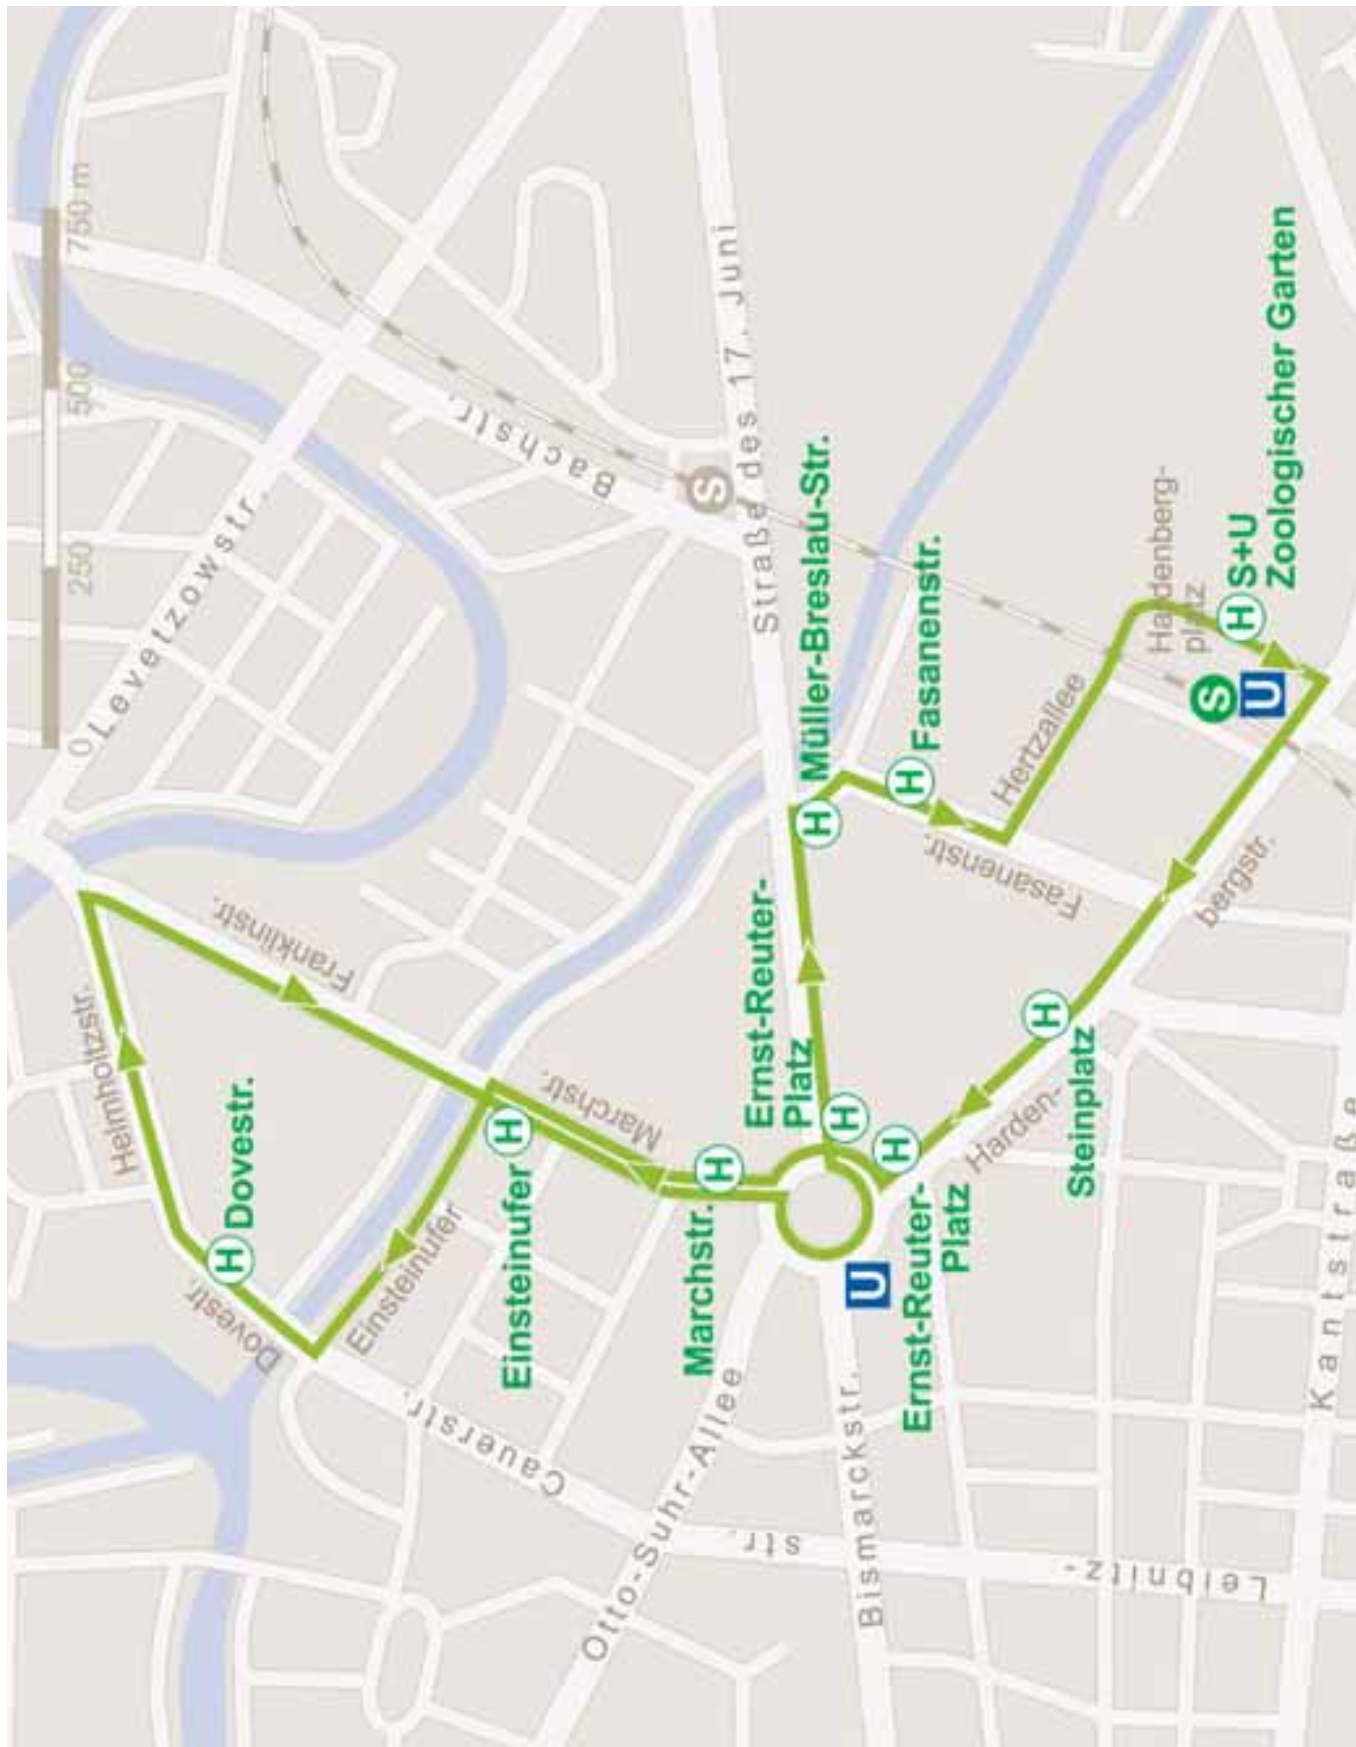 0
250
500
750 m
Levetzowstr.
Helmholtzstr.
Franklinstr.
H
Dovestr.
Dovestr.
Einsteinufer
H
Einsteinufer
Marchstr.
H
Marchstr.
Cauerstr.
Bachstr.
S
Straße des 17. Juni
H
Müller-Breslau-Str.
H
Fasanenstr.
Fasanenstr.
Hertzallee
Hardenberg-
platz
H
S+U
Zoologischer Garten
S
U
Ernst-Reuter-
Platz
H
H
Ernst-Reuter-
Platz
U
H
Steinplatz
Harden-
bergstr.
Otto-Suhr-Allee
Bismarckstr.
Leibnitz-
str.
Kantstraße